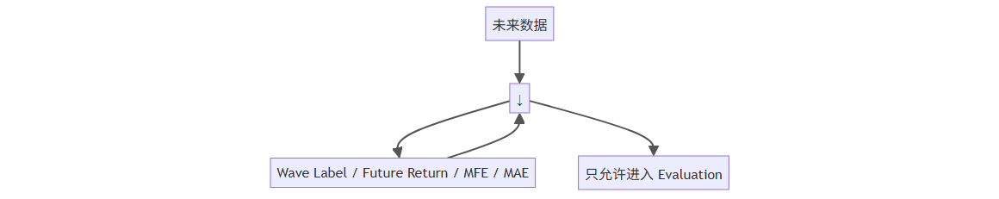 未来数据
↓
Wave Label / Future Return / MFE / MAE
只允许进入 Evaluation